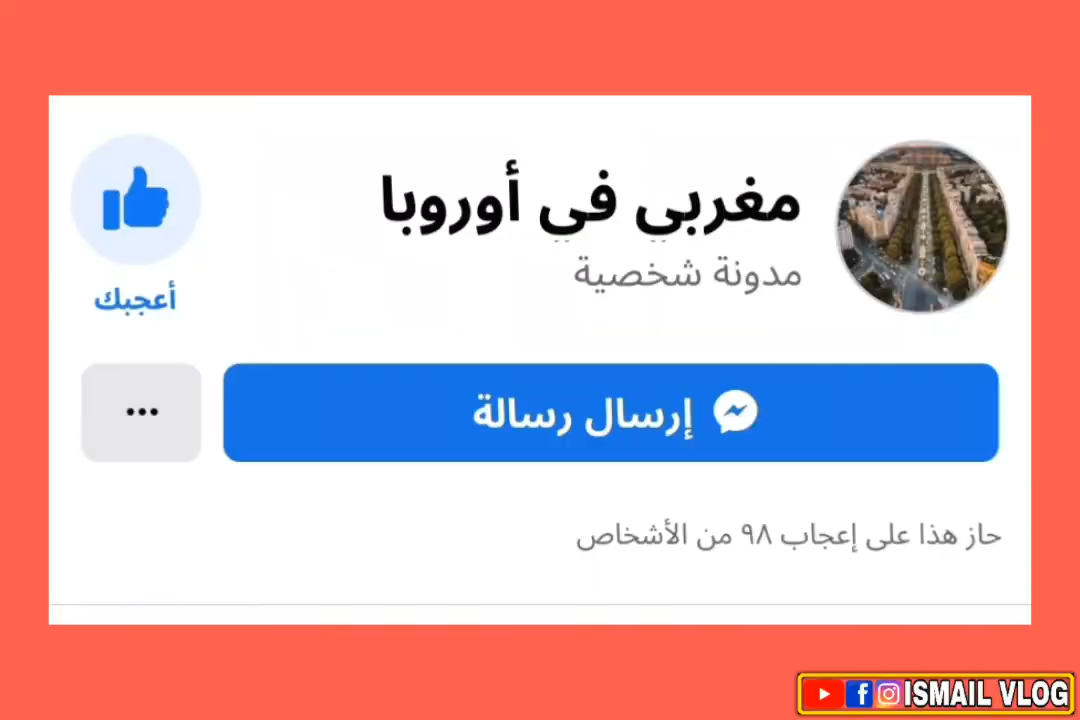 مغربي في أوروبا
مدونة شخصية
أعجبك
إرسال رسالة
حاز هذا على إعجاب ٩٨ من الأشخاص
ISMAIL VLOG